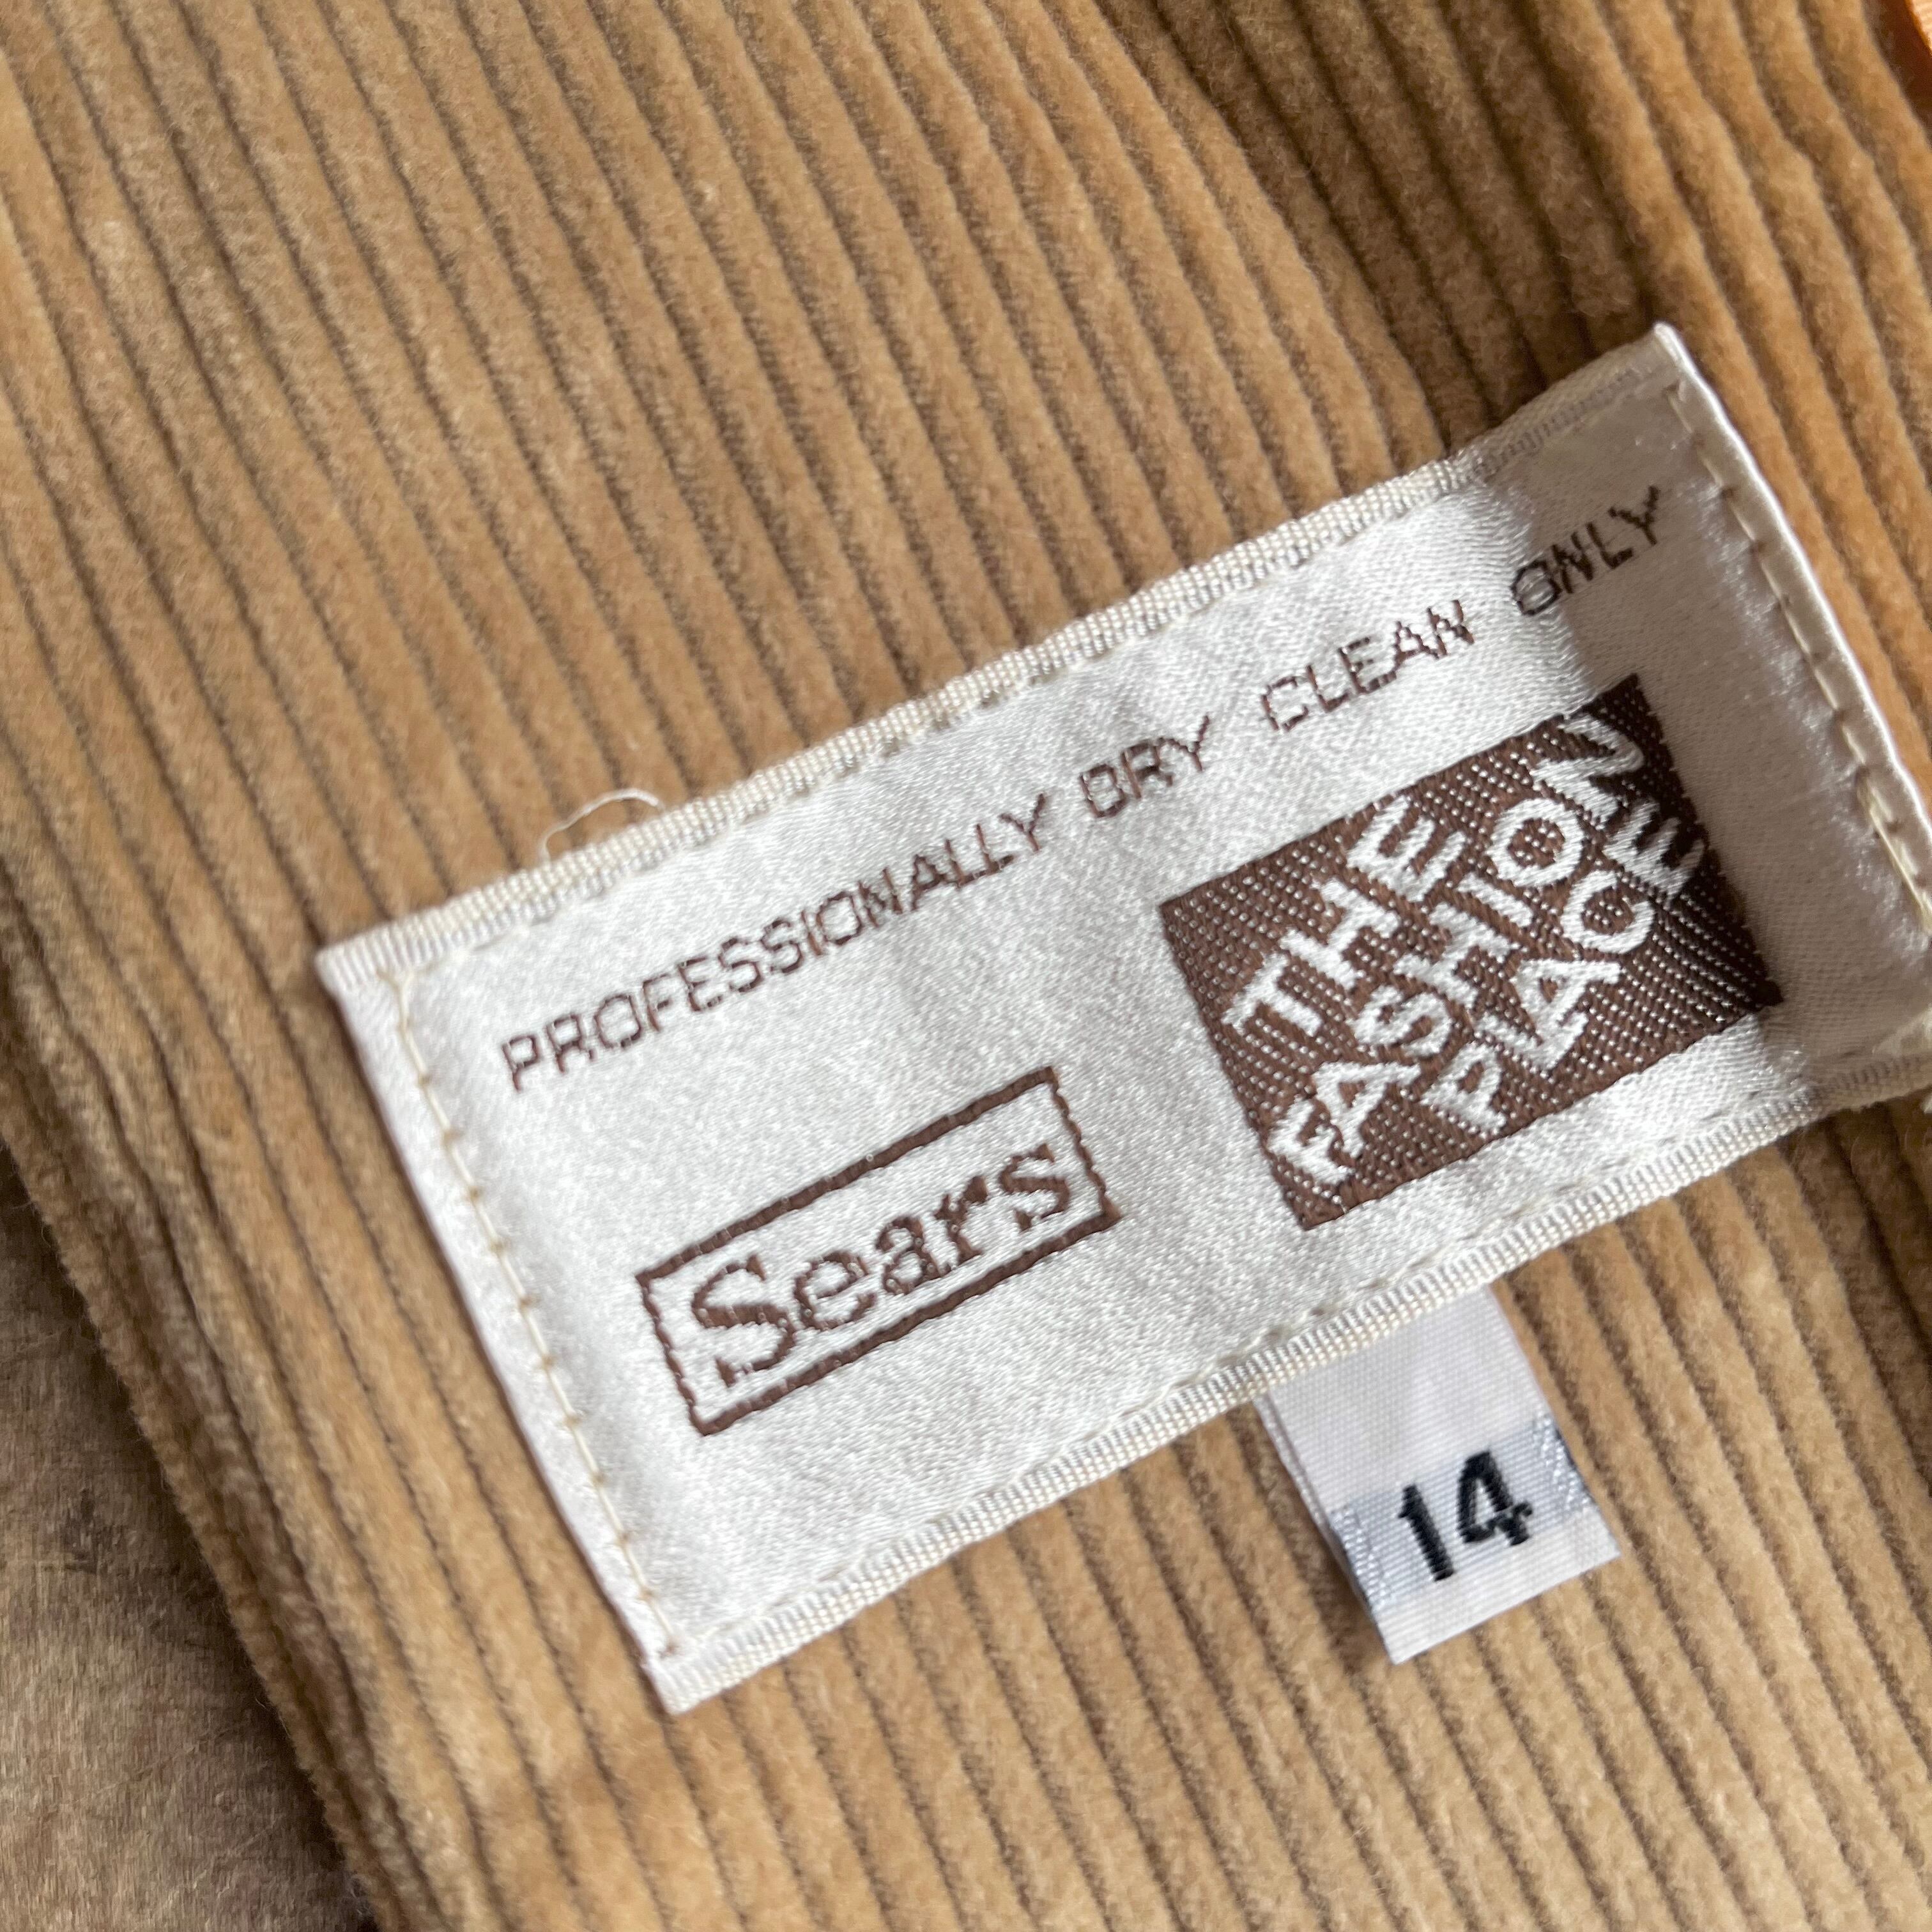 PROFESSIONALLY DRY CLEAN ONLY
Sears
THE
FASHION
PLACE
14